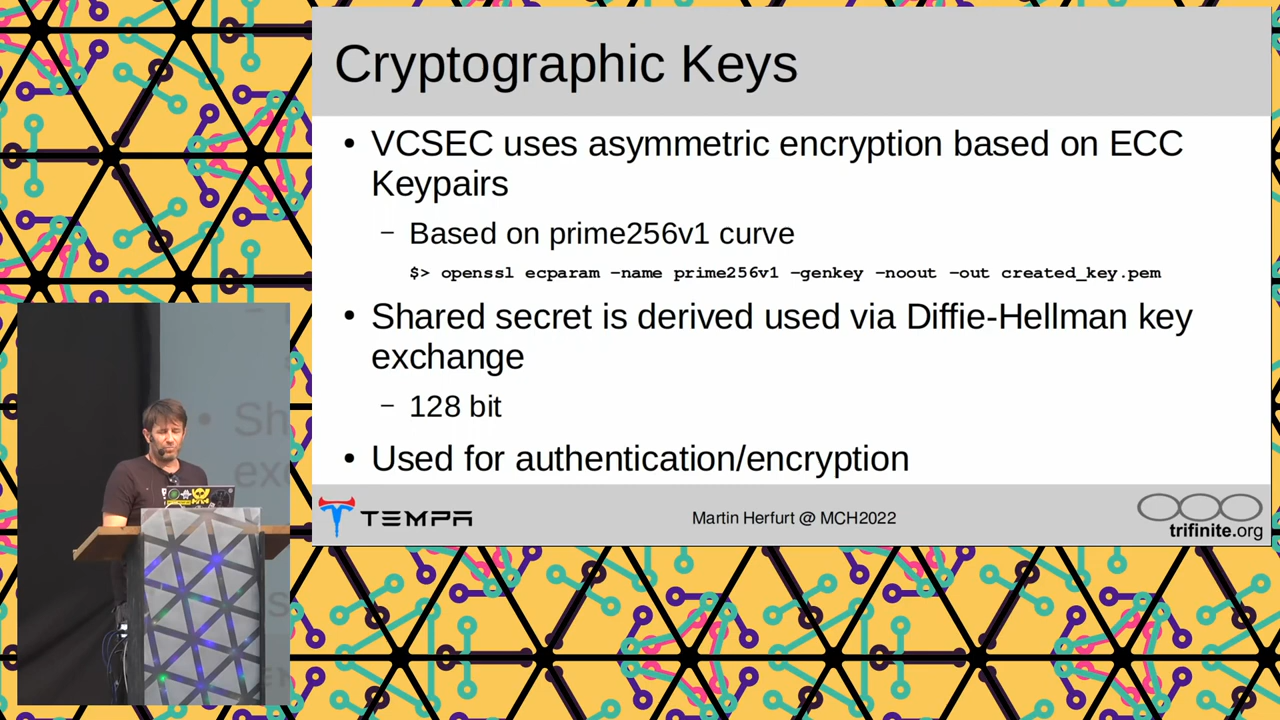 Cryptographic Keys
• VCSEC uses asymmetric encryption based on ECC
Keypairs
– Based on prime256v1 curve
$> openssl ecparam –name prime256v1 –genkey –noout –out created_key.pem
• Shared secret is derived used via Diffie-Hellman key
exchange
– 128 bit
• Used for authentication/encryption
TEMPA
Martin Herfurt @ MCH2022
trifinite.org
• Sh
exc